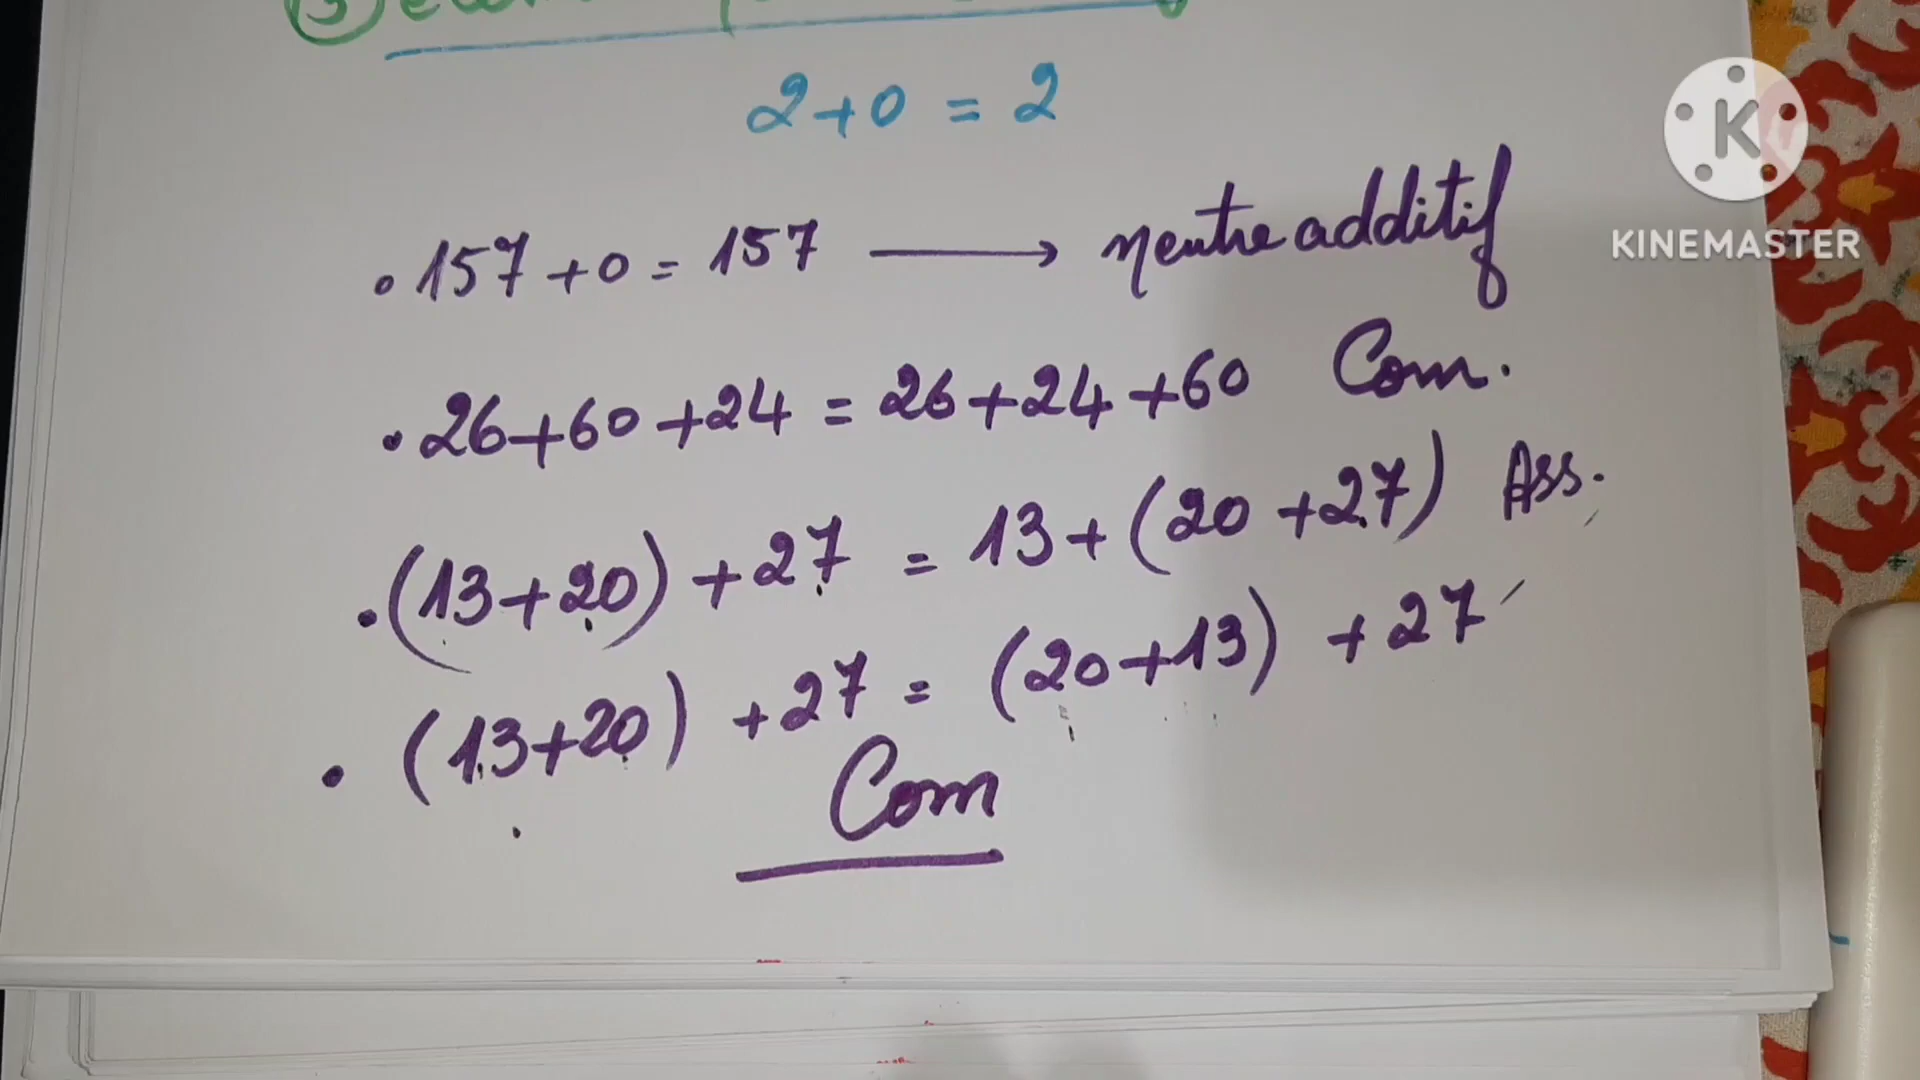 2+0 = 2
• 157+0 = 157 → neutre additif
• 26+60+24 = 26+24+60 Com.
• (13+20) +27 = 13+(20+27) Ass.
• (13+20) +27 = (20+13) +27
Com
K
KINEMASTER